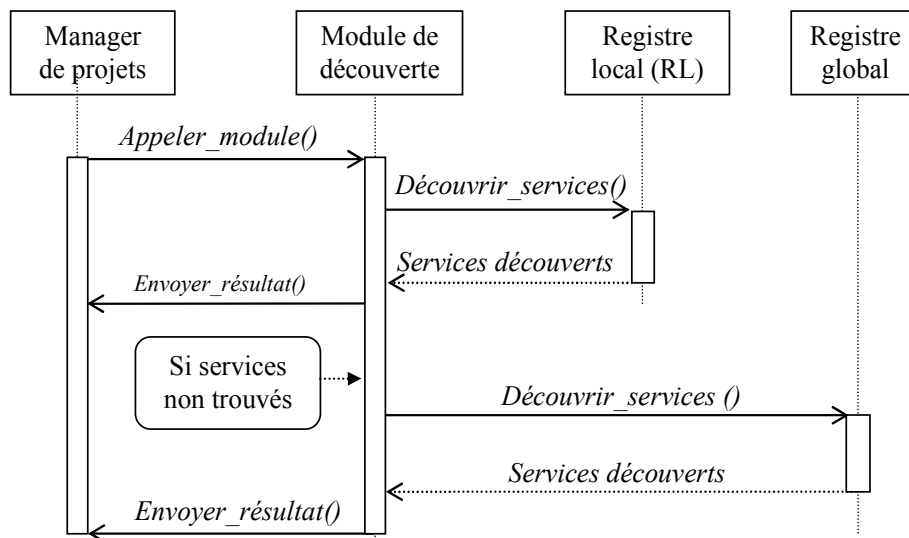 Manager
de projets
Module de
découverte
Registre
local (RL)
Registre
global
Appeler_module()
Découvrir_services()
Services découverts
Envoyer_résultat()
Si services
non trouvés
Découvrir_services ()
Services découverts
Envoyer_résultat()